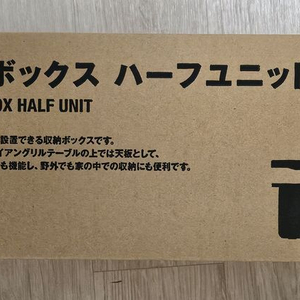 ボックス ハーフユニット
OX HALF UNIT
設置できる収納ボックスです。
イアングリルテーブルの上では天板として、
も機能し、野外でも家の中での収納にも便利です。